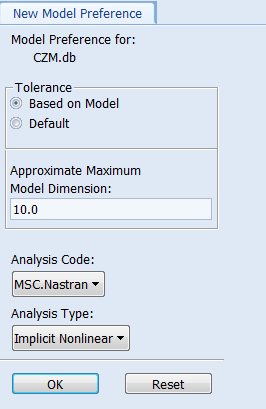 New Model Preference
Model Preference for:
CZM.db
Tolerance
Based on Model
Default
Approximate Maximum
Model Dimension:
10.0
Analysis Code:
MSC.Nastran
Analysis Type:
Implicit Nonlinear
OK Reset